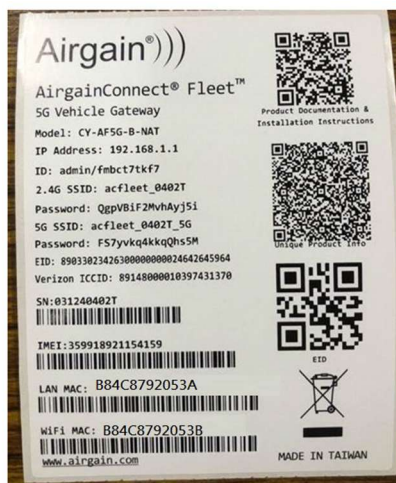 Airgain®
AirgainConnect® Fleet™
5G Vehicle Gateway
Model: CY-AF5G-B-NAT
IP Address: 192.168.1.1
ID: admin/fmbct7tkf7
2.4G SSID: acfleet_0402T
Password: QgpVBiF2MvhAyj5i
5G SSID: acfleet_0402T_5G
Password: FS7yvkq4kkqQhs5M
EID: 89033023426300000000024642645964
Verizon ICCID: 89148000010397431370
SN:031240402T
IMEI:359918921154159
LAN MAC: B84C8792053A
WiFi MAC: B84C8792053B
www.airgain.com
Product Documentation &
Installation Instructions
Unique Product Info
EID
MADE IN TAIWAN